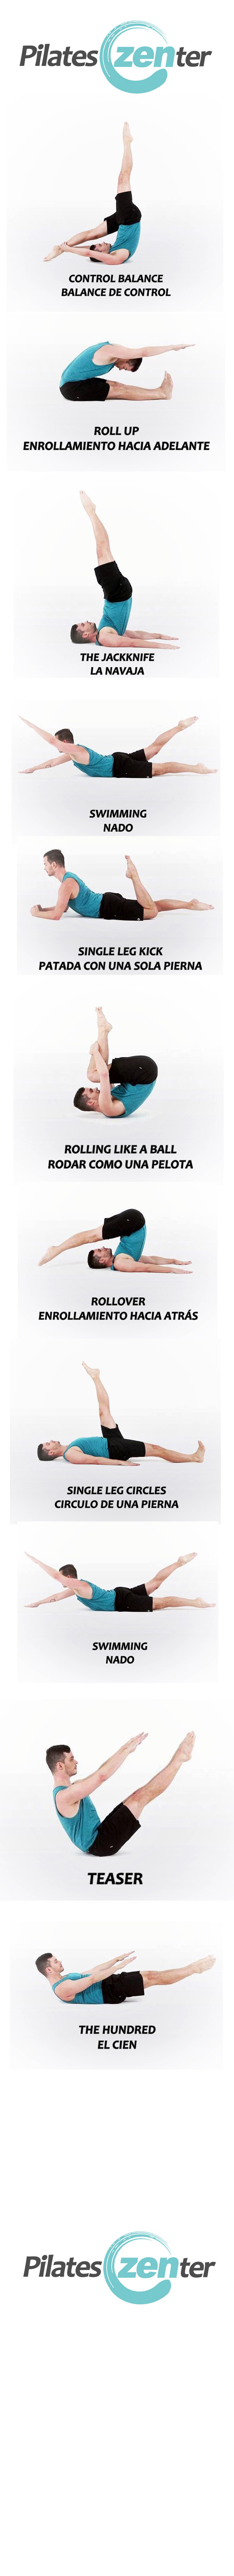 Pilates zenter
CONTROL BALANCE
BALANCE DE CONTROL
ROLL UP
ENROLLAMIENTO HACIA ADELANTE
THE JACKKNIFE
LA NAVAJA
SWIMMING
NADO
SINGLE LEG KICK
PATADA CON UNA SOLA PIERNA
ROLLING LIKE A BALL
RODAR COMO UNA PELOTA
ROLLOVER
ENROLLAMIENTO HACIA ATRÁS
SINGLE LEG CIRCLES
CIRCULO DE UNA PIERNA
SWIMMING
NADO
TEASER
THE HUNDRED
EL CIEN
Pilates zenter